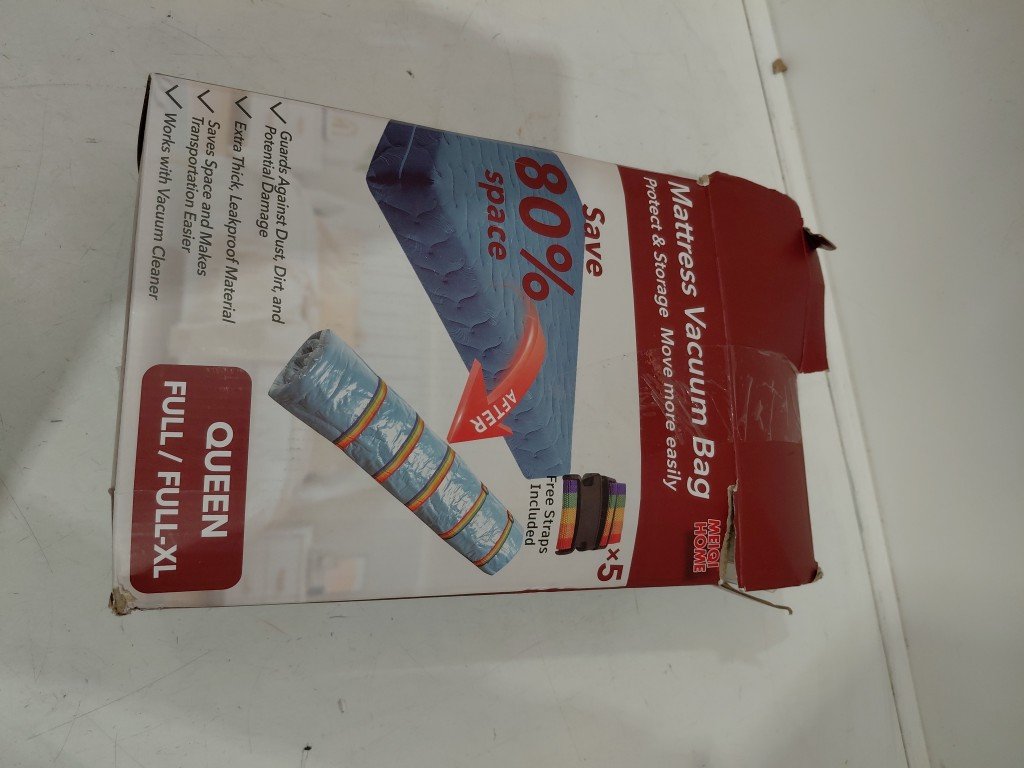 MEIGI
HOME
Mattress Vacuum Bag
Protect & Storage Move more easily
Save
80%
space
AFTER
×5
Free Straps
Included
Guards Against Dust, Dirt, and
Potential Damage
Extra Thick, Leakproof Material
Saves Space and Makes
Transportation Easier
Works with Vacuum Cleaner
QUEEN
FULL / FULL-XL